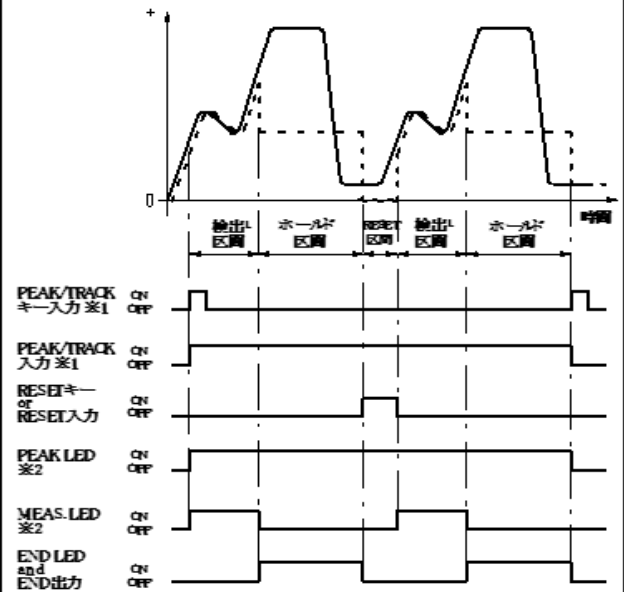 +
0
時間
検出 区間
ホールド 区間
RESET 区間
検出 区間
ホールド 区間
PEAK/TRACK ON
キー入力 ※1 OFF
PEAK/TRACK ON
入力 ※1 OFF
RESETキー
or ON
RESET入力 OFF
PEAK LED ON
※2 OFF
MEAS. LED ON
※2 OFF
END LED
and ON
END出力 OFF